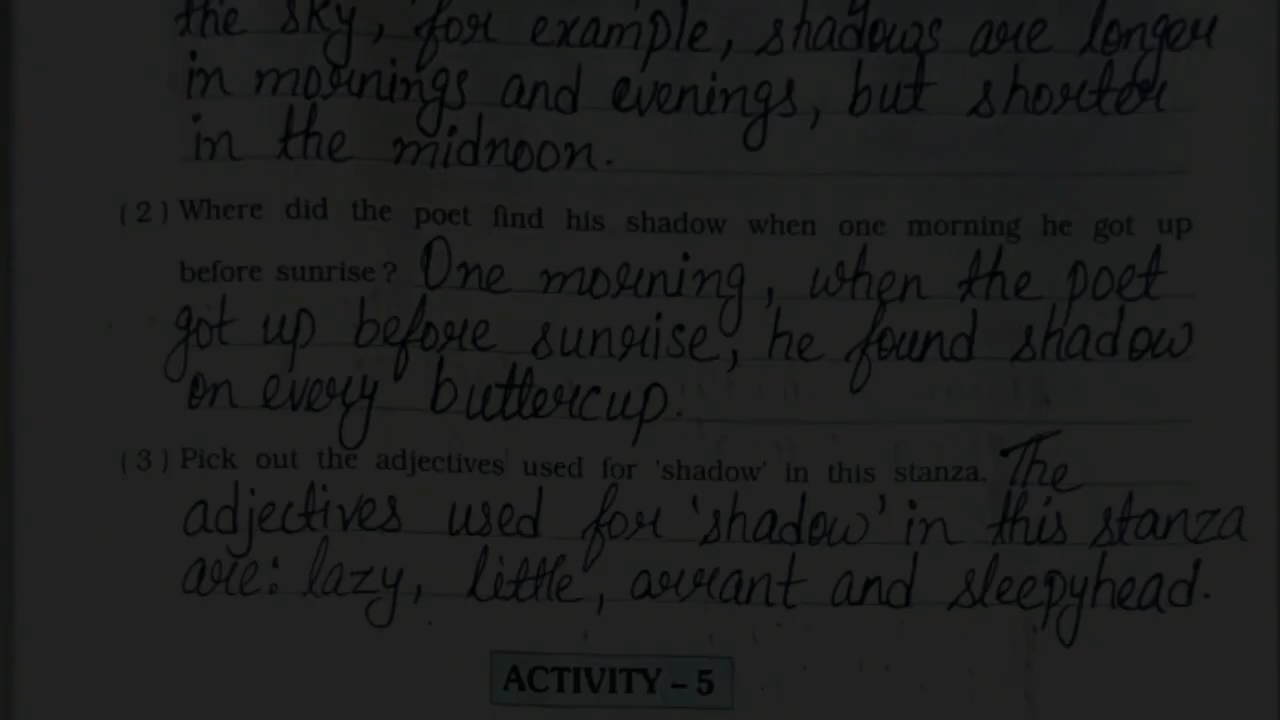 the sky, for example, shadows are longer
in mornings and evenings, but shorter
in the midnoon.
(2) Where did the poet find his shadow when one morning he got up
before sunrise? One morning, when the poet
got up before sunrise, he found shadow
on every buttercup.
(3) Pick out the adjectives used for 'shadow' in this stanza. The
adjectives used for 'shadow' in this stanza
are: lazy, little, arrant and sleepyhead.
ACTIVITY - 5